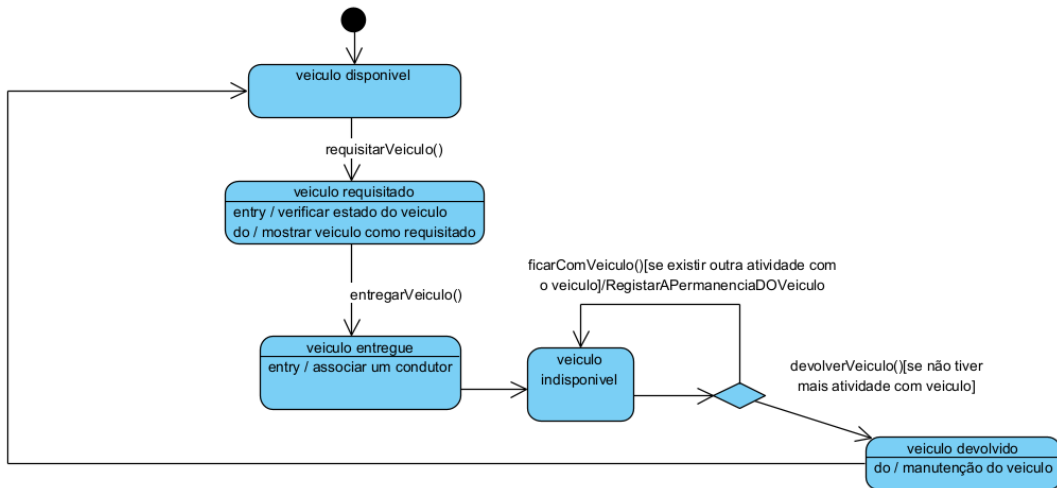 veiculo disponivel
requisitarVeiculo()
veiculo requisitado
entry / verificar estado do veiculo
do / mostrar veiculo como requisitado
entregarVeiculo()
veiculo entregue
entry / associar um condutor
ficarComVeiculo()[se existir outra atividade com
o veiculo]/RegistarAPermanenciaDOVeiculo
veiculo
indisponivel
devolverVeiculo()[se não tiver
mais atividade com veiculo]
veiculo devolvido
do / manutenção do veiculo